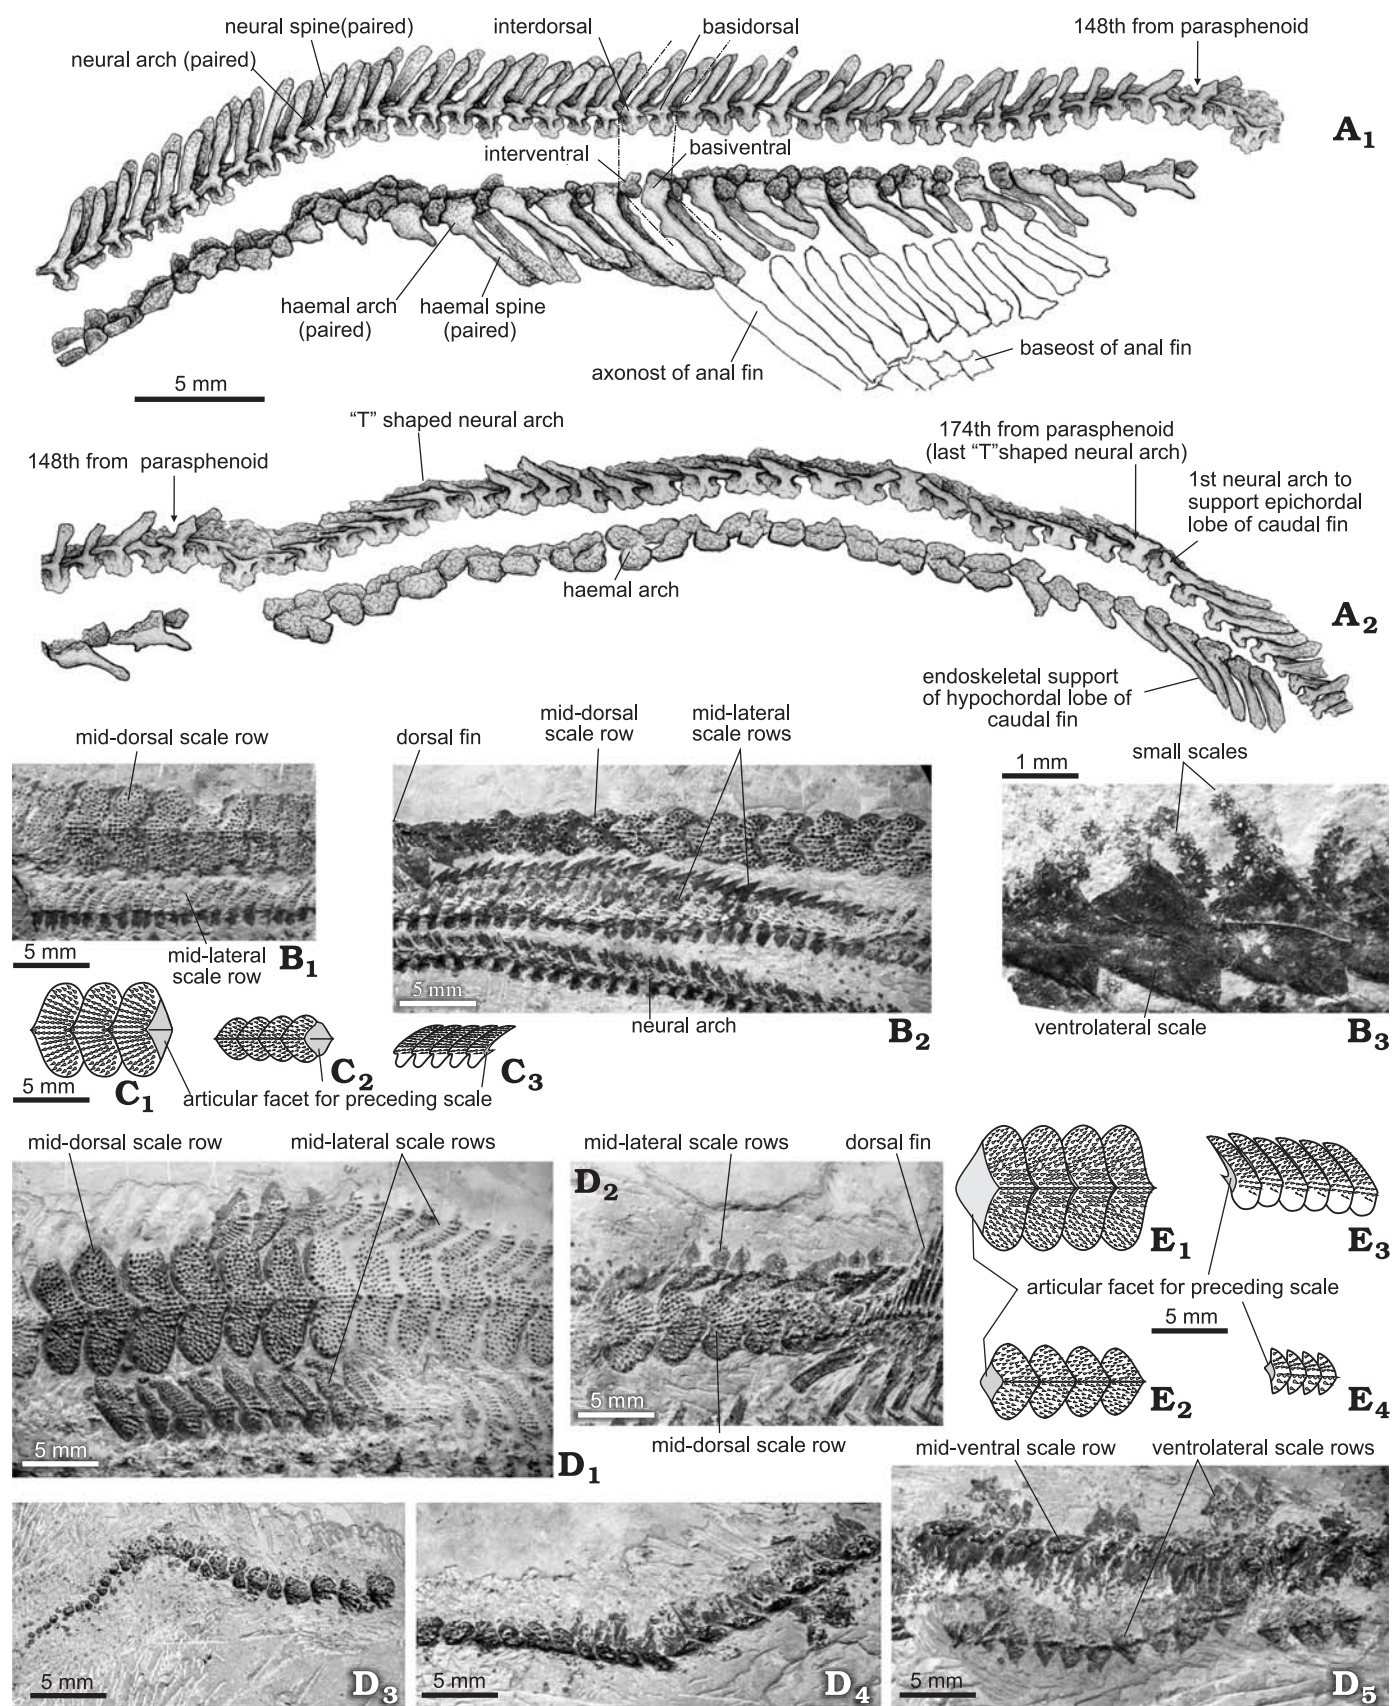 neural spine(paired)
interdorsal
basidorsal
148th from parasphenoid
neural arch (paired)
A1
interventral
basiventral
haemal arch
(paired)
haemal spine
(paired)
axonost of anal fin
baseost of anal fin
5 mm
“T” shaped neural arch
148th from parasphenoid
174th from parasphenoid
(last “T”shaped neural arch)
1st neural arch to
support epichordal
lobe of caudal fin
haemal arch
A2
endoskeletal support
of hypochordal lobe of
caudal fin
mid-dorsal scale row
dorsal fin
mid-dorsal
scale row
mid-lateral
scale rows
small scales
1 mm
5 mm
mid-lateral
scale row
B1
5 mm
neural arch
B2
ventrolateral scale
B3
5 mm
C1
C2
C3
articular facet for preceding scale
mid-dorsal scale row
mid-lateral scale rows
mid-lateral scale rows
dorsal fin
D2
E1
E3
articular facet for preceding scale
5 mm
5 mm
D1
5 mm
mid-dorsal scale row
E2
E4
mid-ventral scale row
ventrolateral scale rows
5 mm
D3
5 mm
D4
5 mm
D5